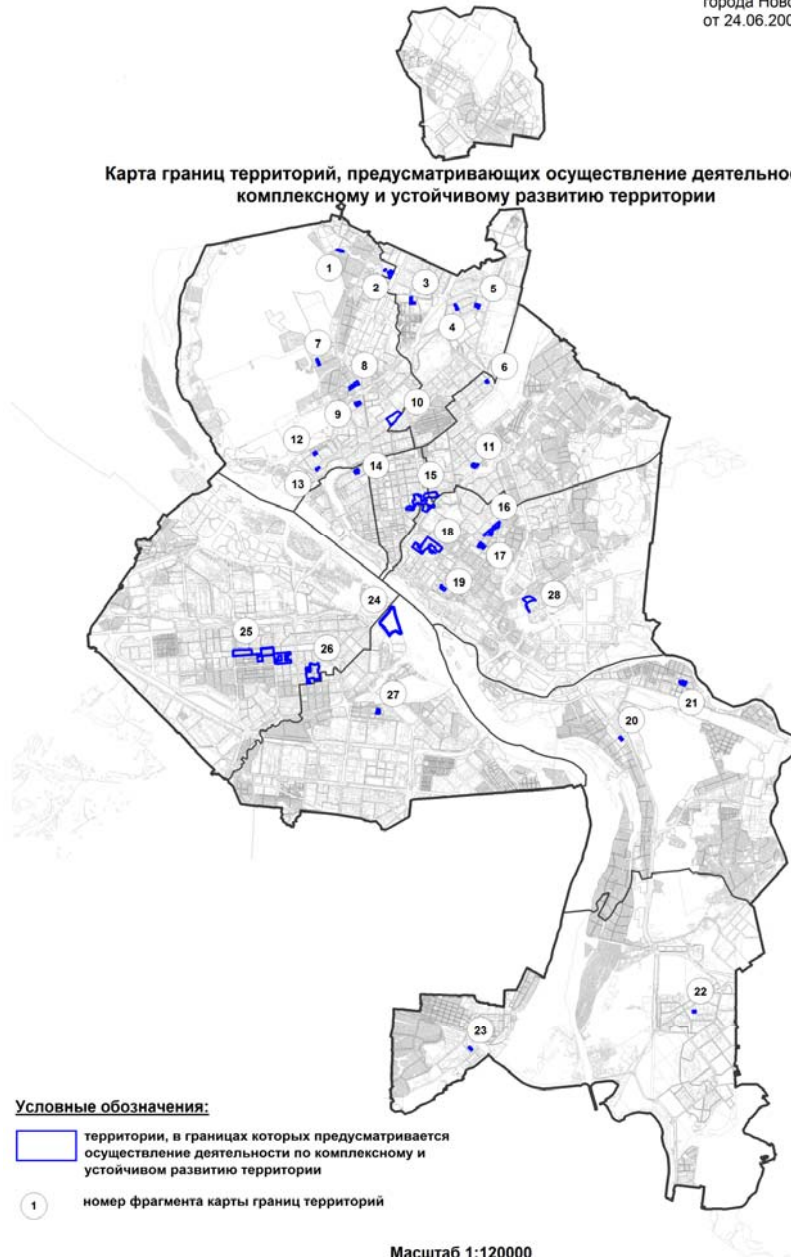 города Ново
от 24.06.200
Карта границ территорий, предусматривающих осуществление деятельнос
комплексному и устойчивому развитию территории
1
2
3
5
4
7
8
6
9
10
12
11
13
14
15
16
18
17
19
28
24
25
26
27
21
20
22
23
Условные обозначения:
территории, в границах которых предусматривается
осуществление деятельности по комплексному и
устойчивом развитию территории
1 номер фрагмента карты границ территорий
Масштаб 1:120000